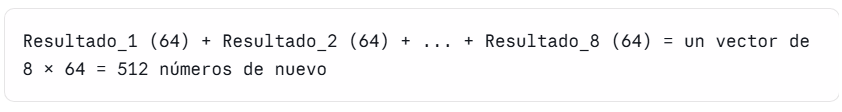 Resultado_1 (64) + Resultado_2 (64) + ... + Resultado_8 (64) = un vector de
8 × 64 = 512 números de nuevo